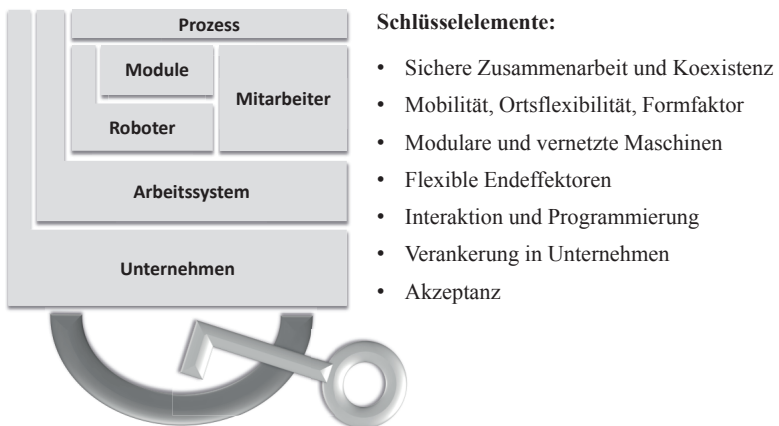 Prozess
Module
Mitarbeiter
Roboter
Arbeitssystem
Unternehmen
Schlüsselelemente:
• Sichere Zusammenarbeit und Koexistenz
• Mobilität, Ortsflexibilität, Formfaktor
• Modulare und vernetzte Maschinen
• Flexible Endeffektoren
• Interaktion und Programmierung
• Verankerung in Unternehmen
• Akzeptanz